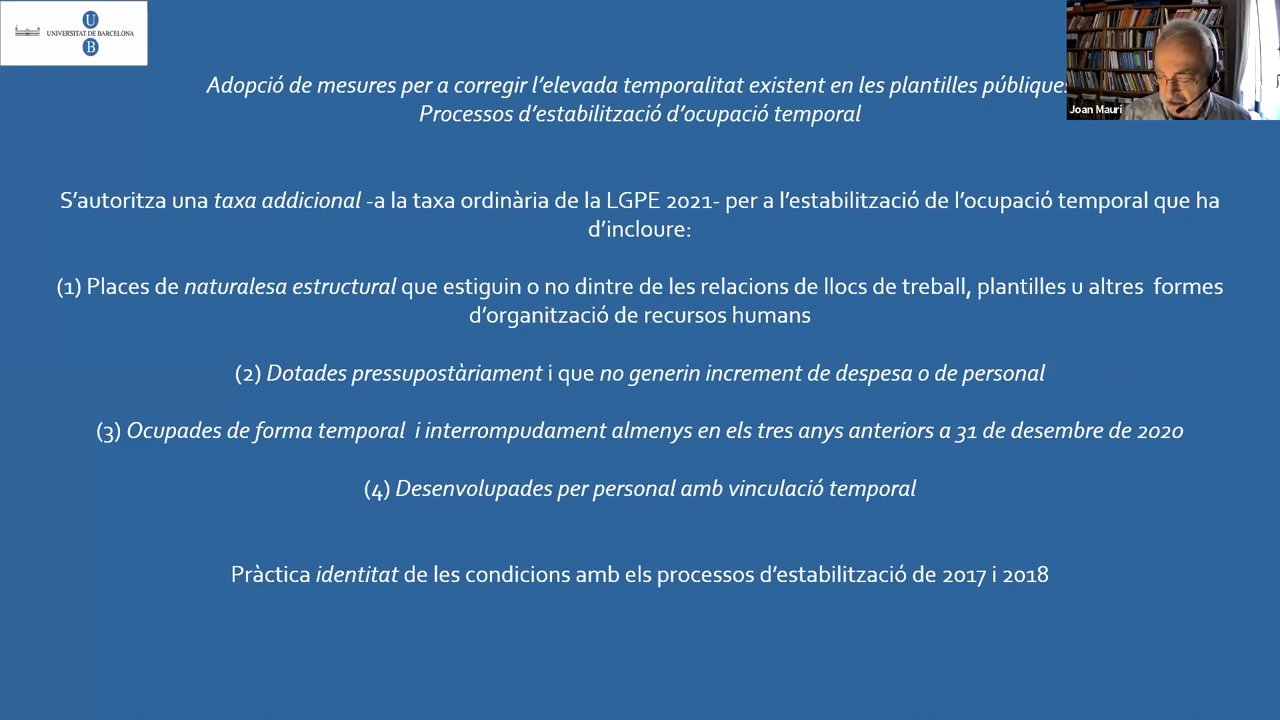 U
UNIVERSITAT DE BARCELONA
B
Joan Mauri
Adopció de mesures per a corregir l'elevada temporalitat existent en les plantilles públiques
Processos d'estabilització d'ocupació temporal
S'autoritza una taxa addicional -a la taxa ordinària de la LGPE 2021- per a l'estabilització de l'ocupació temporal que ha
d'incloure:
(1) Places de naturalesa estructural que estiguin o no dintre de les relacions de llocs de treball, plantilles u altres formes
d'organització de recursos humans
(2) Dotades pressupostàriament i que no generin increment de despesa o de personal
(3) Ocupades de forma temporal i interrompudament almenys en els tres anys anteriors a 31 de desembre de 2020
(4) Desenvolupades per personal amb vinculació temporal
Pràctica identitat de les condicions amb els processos d'estabilització de 2017 i 2018